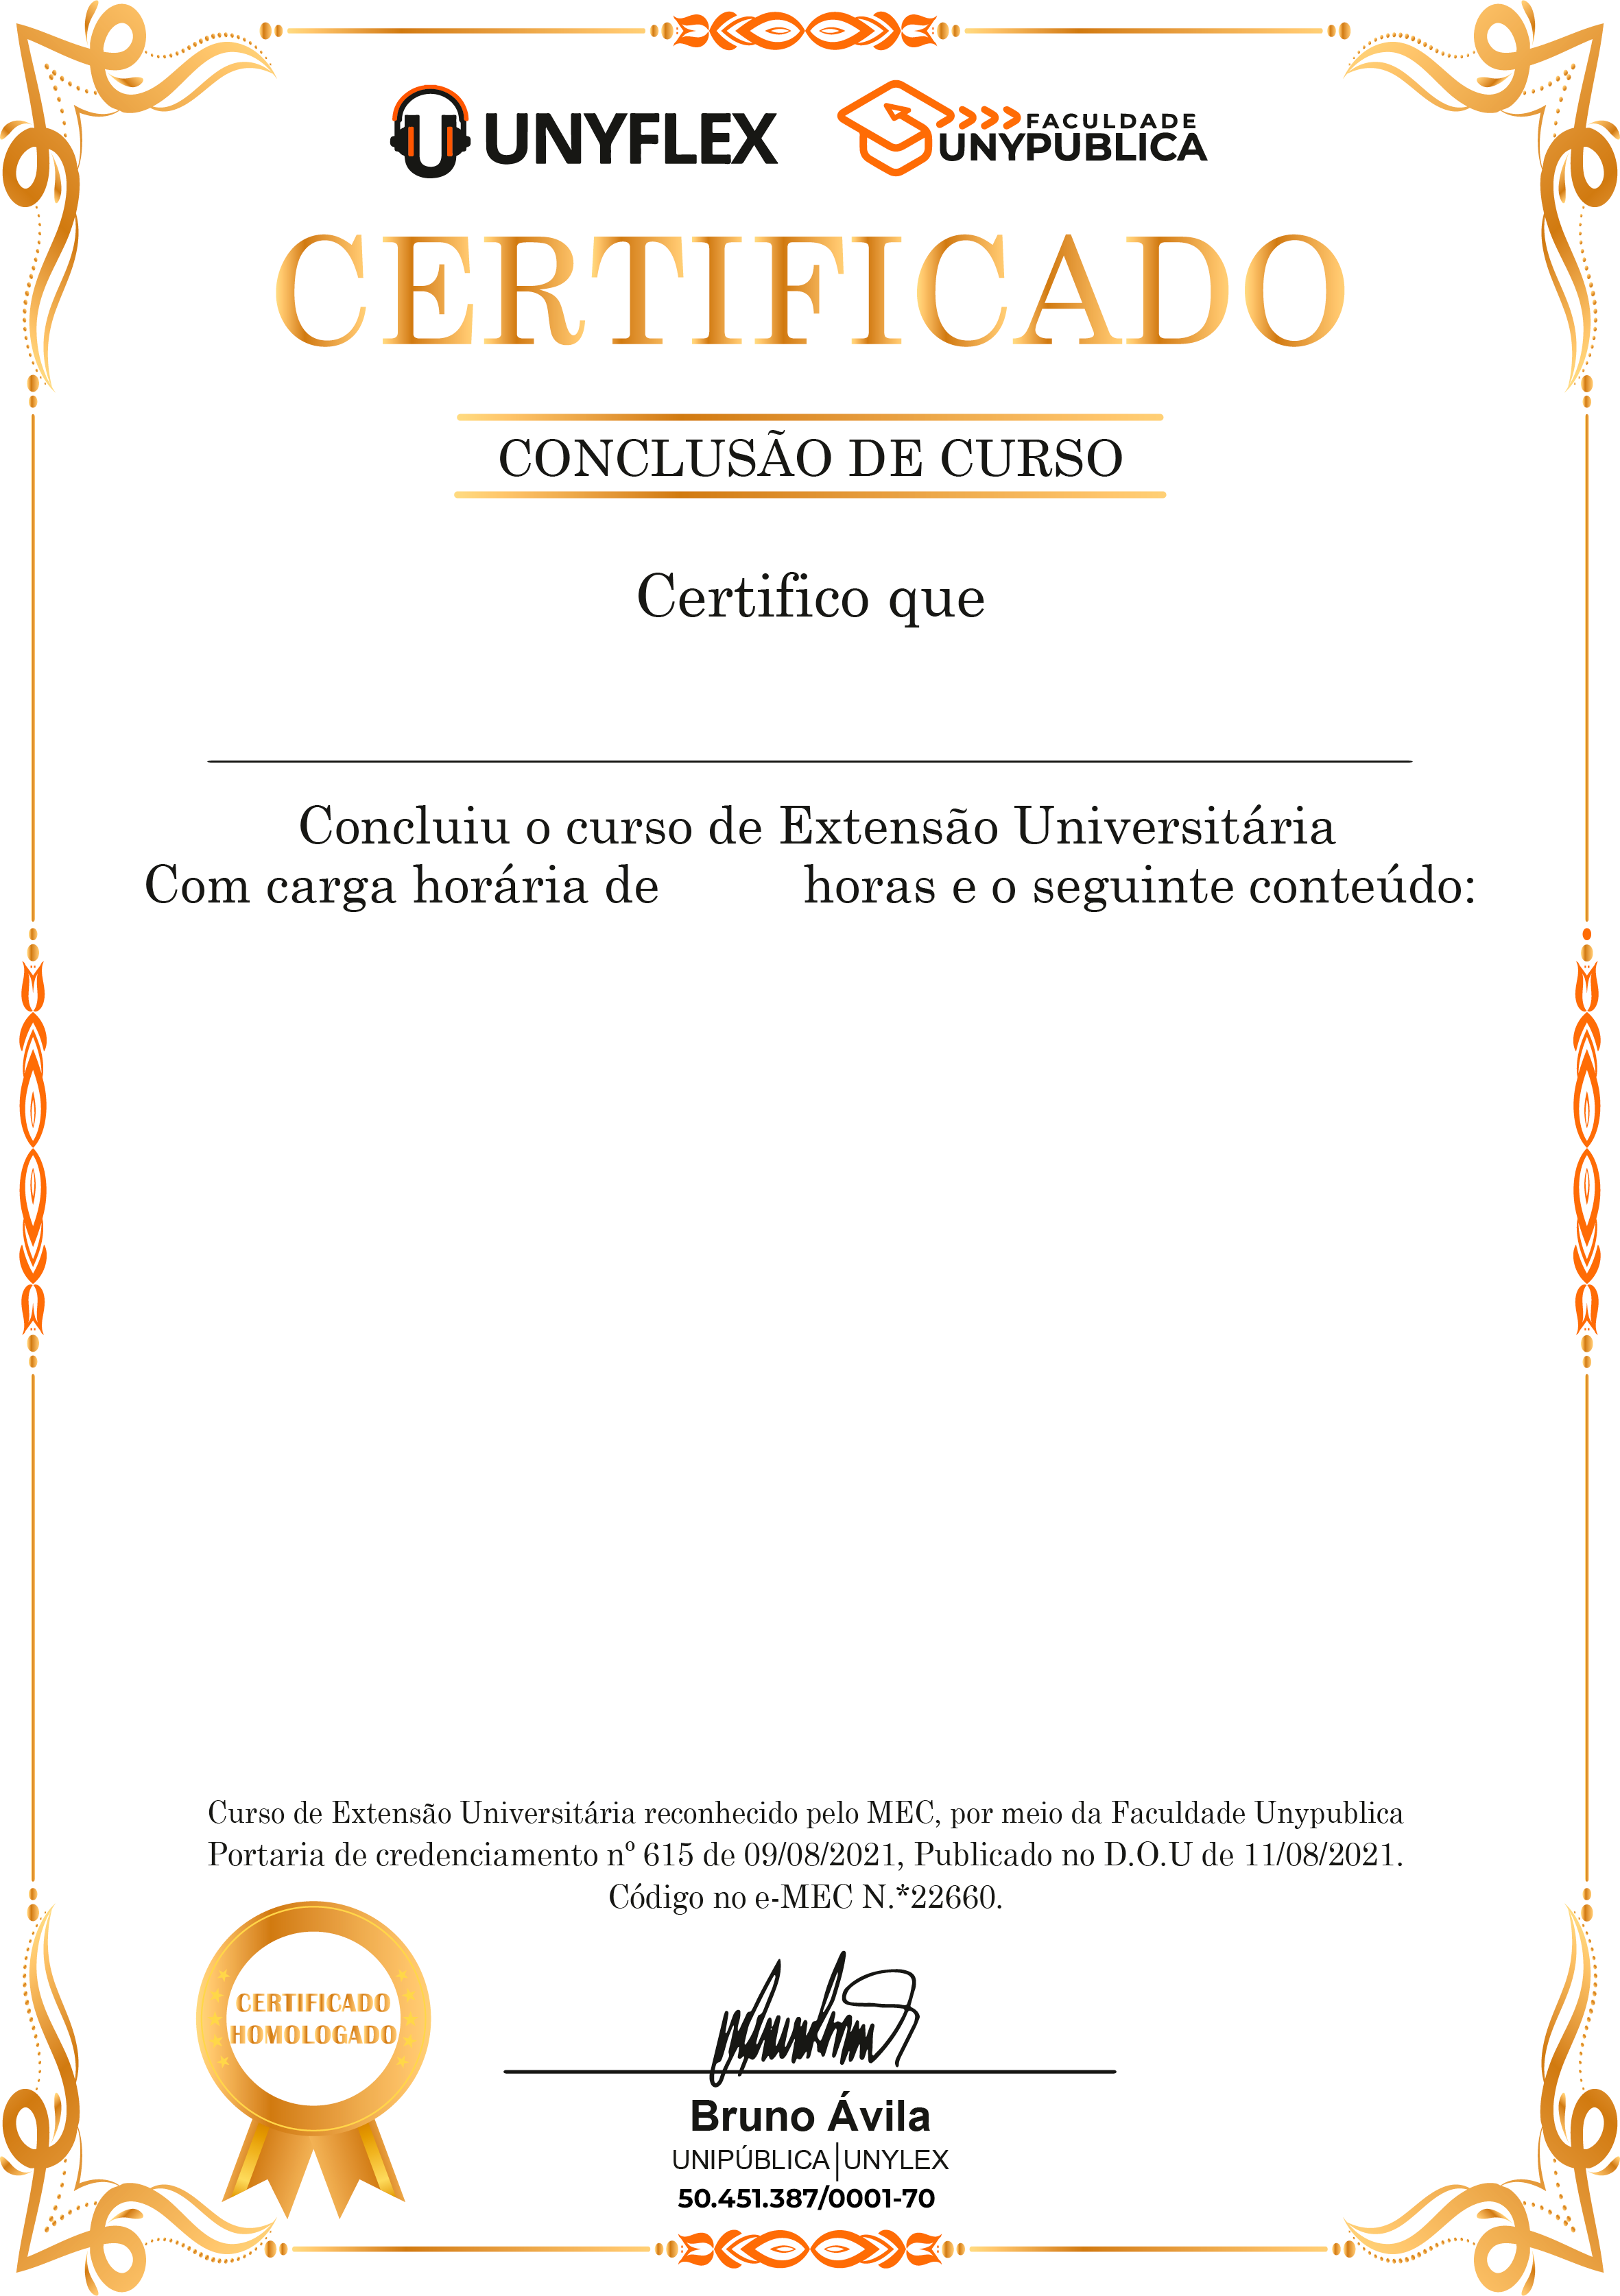 UNYFLEX
FACULDADE
UNYPUBLICA
CERTIFICADO
CONCLUSÃO DE CURSO
Certifico que
Concluiu o curso de Extensão Universitária
Com carga horária de horas e o seguinte conteúdo:
Curso de Extensão Universitária reconhecido pelo MEC, por meio da Faculdade Unypublica
Portaria de credenciamento nº 615 de 09/08/2021, Publicado no D.O.U de 11/08/2021.
Código no e-MEC N.*22660.
CERTIFICADO
HOMOLOGADO
Bruno Ávila
UNIPÚBLICA|UNYLEX
50.451.387/0001-70